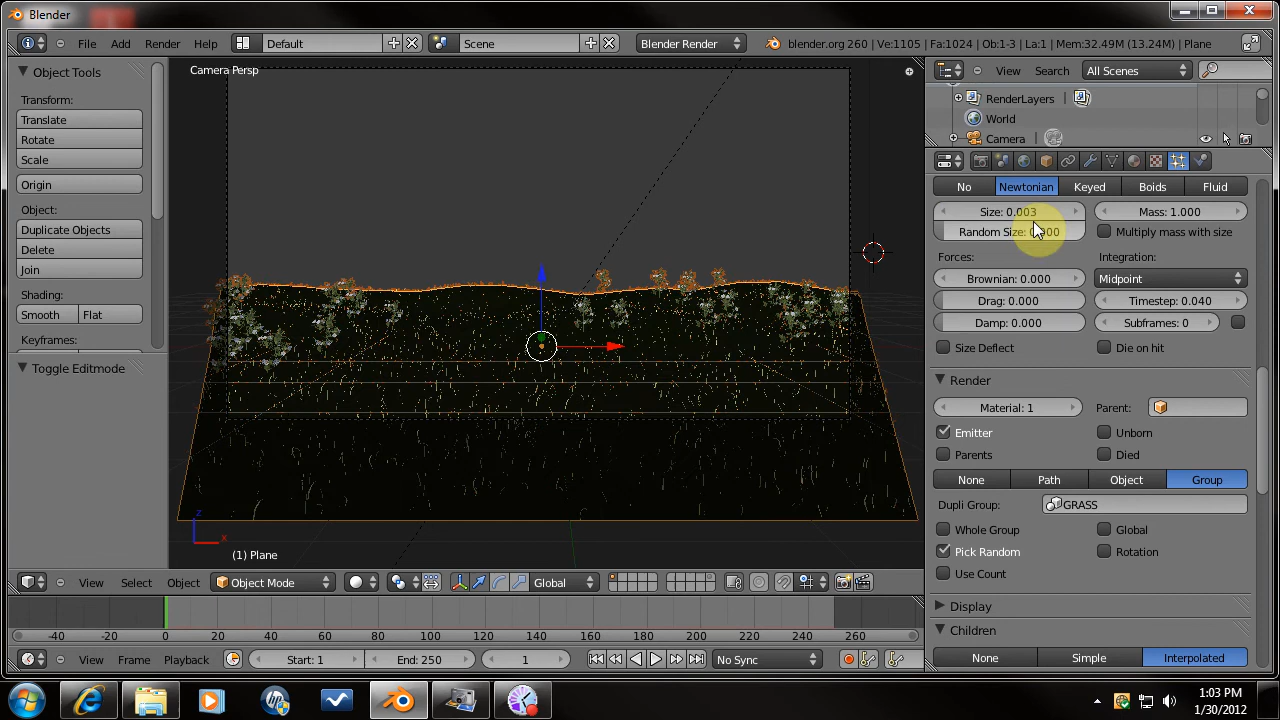 Blender
File Add Render Help Default Scene Blender Render blender.org 260 | Ve:1105 | Fa:1024 | Ob:1-3 | La:1 | Mem:32.49M (13.24M) | Plane
Object Tools
Transform:
Translate
Rotate
Scale
Origin
Object:
Duplicate Objects
Delete
Join
Shading:
Smooth Flat
Keyframes:
Toggle Editmode
Camera Persp
z
x
(1) Plane
View Select Object Object Mode Global
View Search All Scenes
RenderLayers |
World
Camera
No Newtonian Keyed Boids Fluid
Size: 0.003 Mass: 1.000
Random Size: 0.000 Multiply mass with size
Forces: Integration:
Brownian: 0.000 Midpoint
Drag: 0.000 Timestep: 0.040
Damp: 0.000 Subframes: 0
Size Deflect Die on hit
Render
Material: 1 Parent:
Emitter Unborn
Parents Died
None Path Object Group
Dupli Group: GRASS
Whole Group Global
Pick Random Rotation
Use Count
Display
Children
None Simple Interpolated
-40 -20 0 20 40 60 80 100 120 140 160 180 200 220 240 260
View Frame Playback Start: 1 End: 250 1 No Sync
1:03 PM
1/30/2012